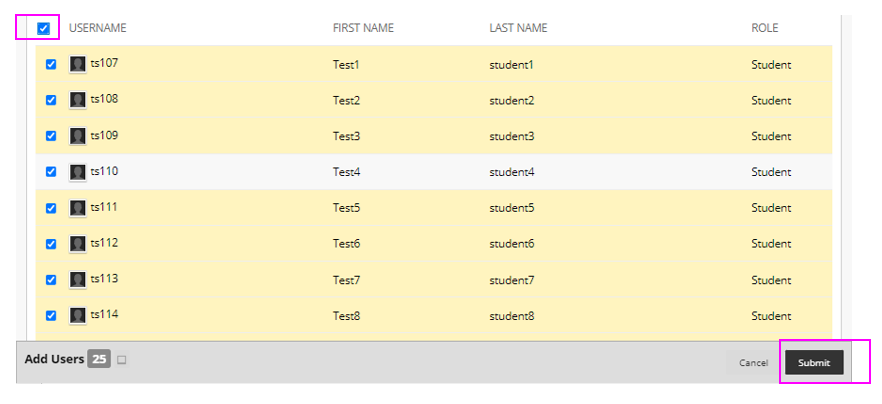 USERNAME FIRST NAME LAST NAME ROLE
ts107 Test1 student1 Student
ts108 Test2 student2 Student
ts109 Test3 student3 Student
ts110 Test4 student4 Student
ts111 Test5 student5 Student
ts112 Test6 student6 Student
ts113 Test7 student7 Student
ts114 Test8 student8 Student
Add Users 25 Cancel Submit